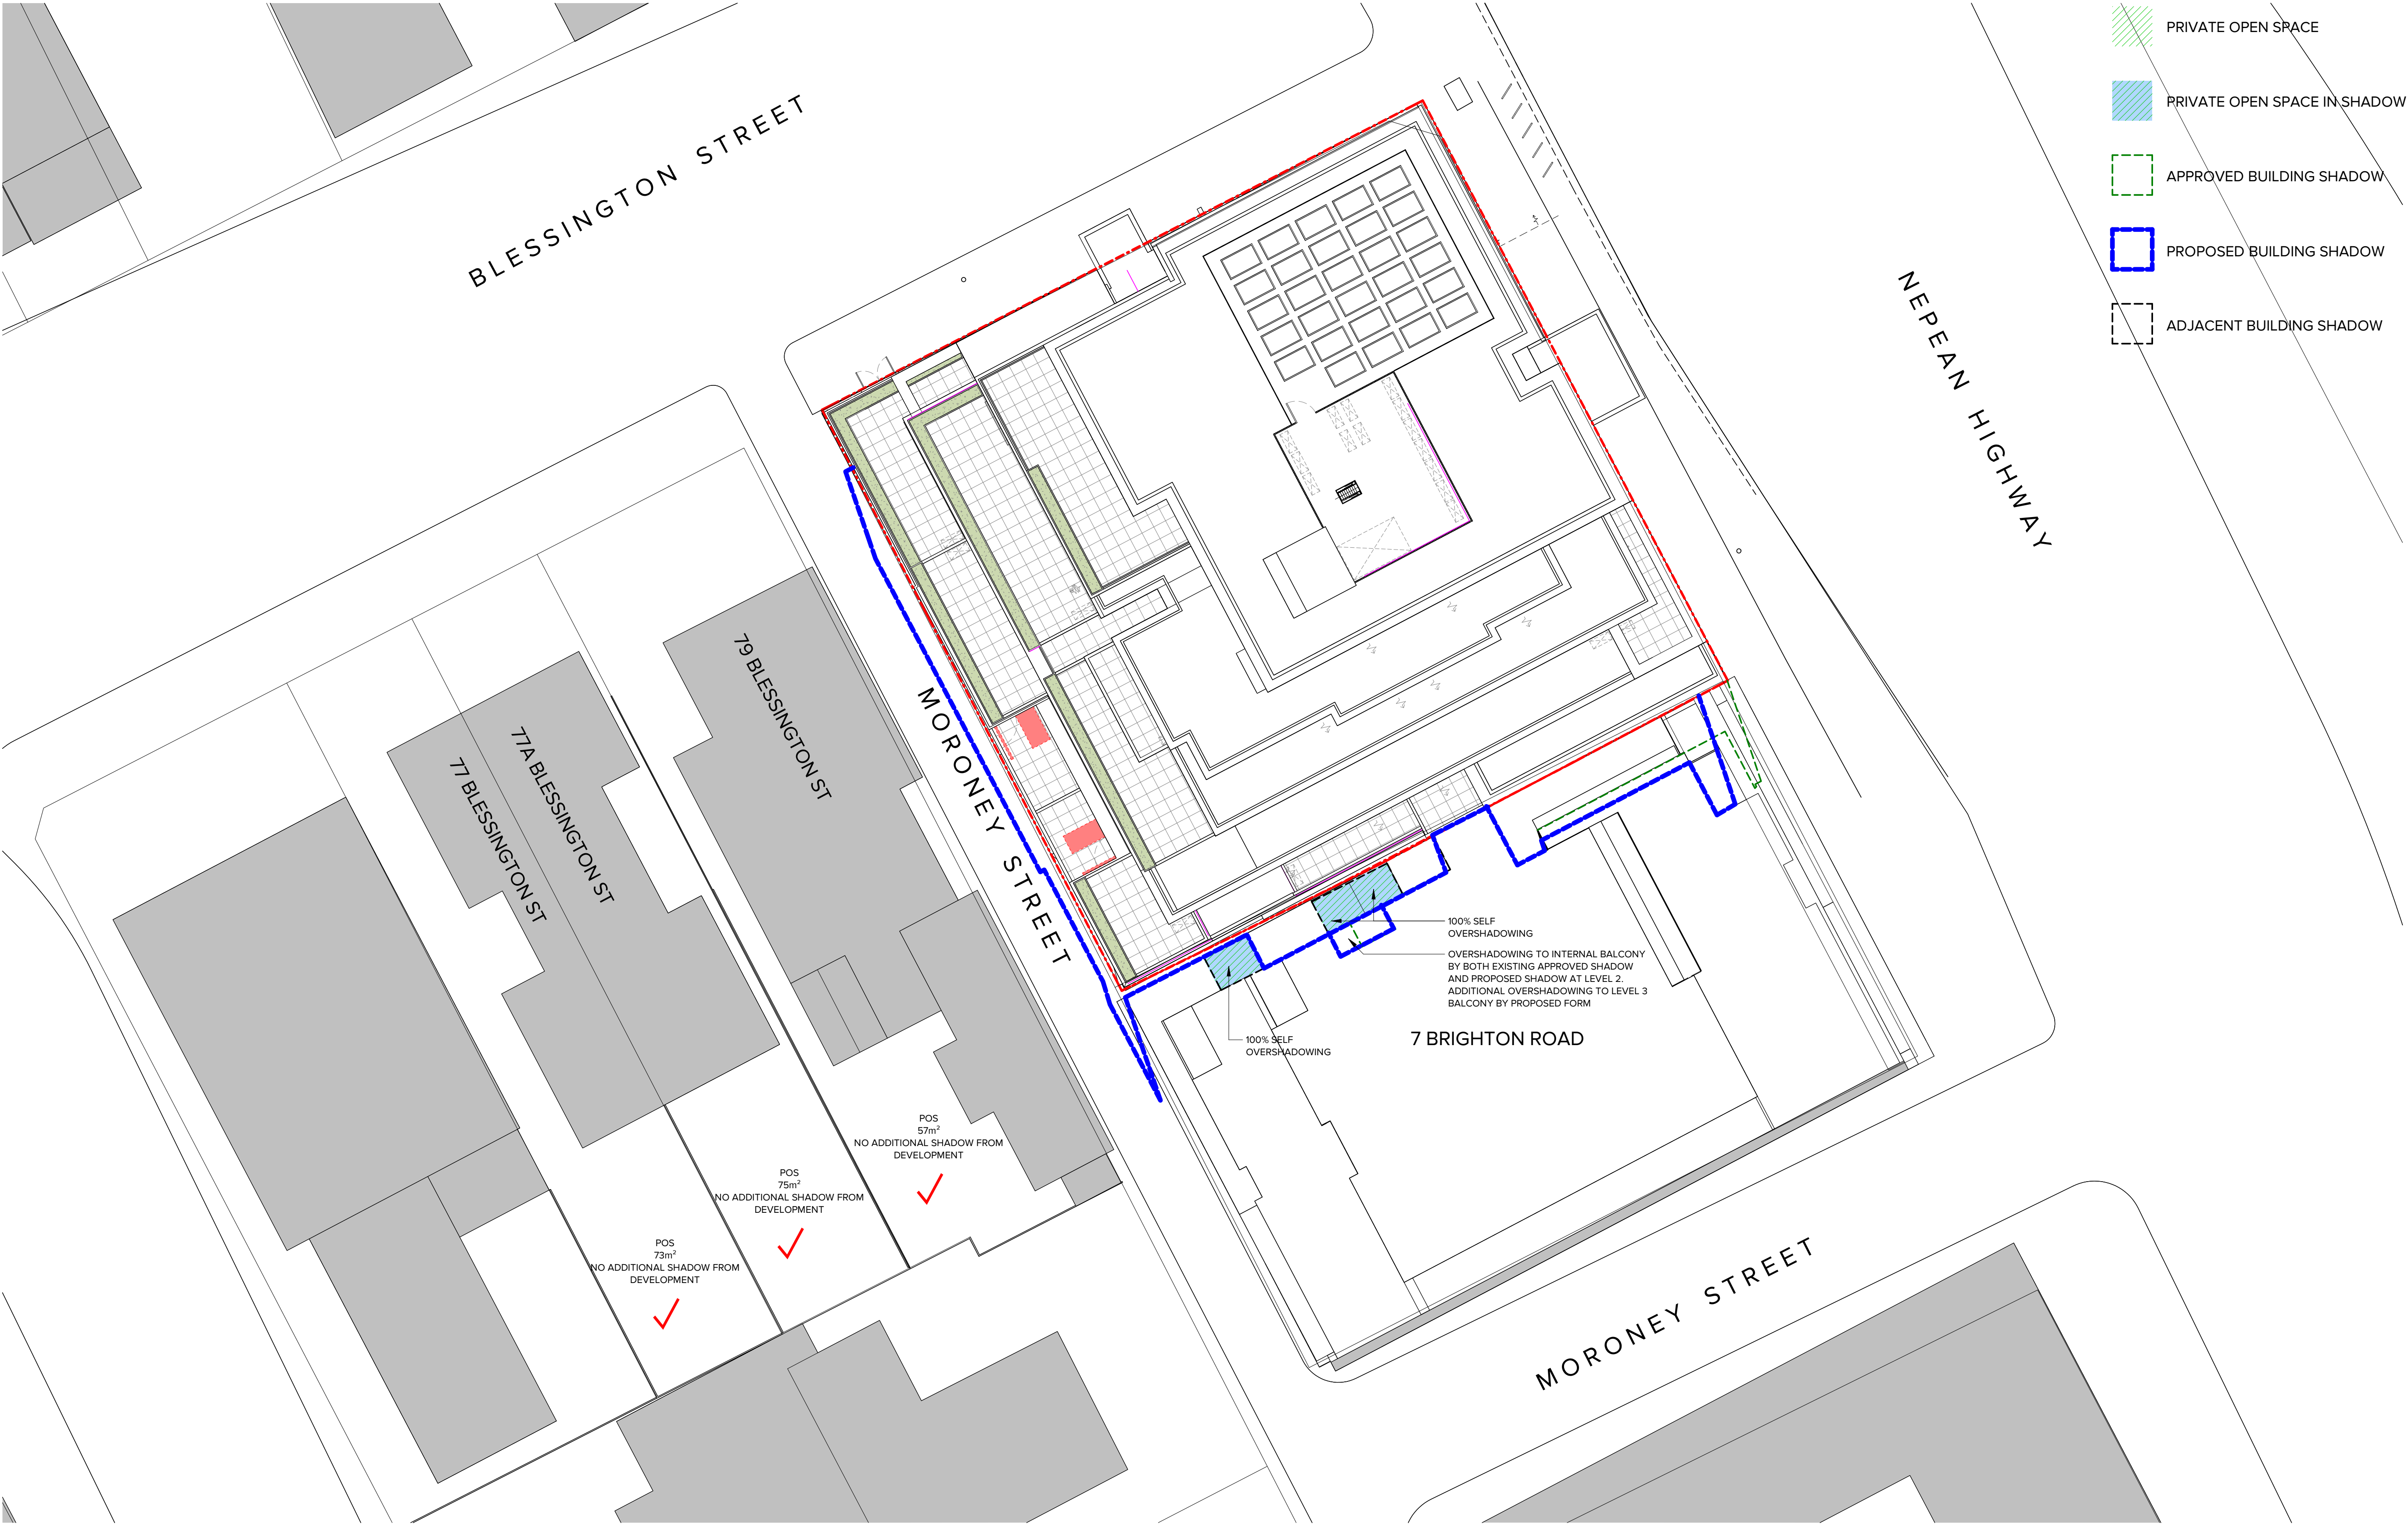 PRIVATE OPEN SPACE
PRIVATE OPEN SPACE IN SHADOW
APPROVED BUILDING SHADOW
PROPOSED BUILDING SHADOW
ADJACENT BUILDING SHADOW
BLESSINGTON STREET
NEPEAN HIGHWAY
79 BLESSINGTON ST
77A BLESSINGTON ST
77 BLESSINGTON ST
MORONEY STREET
100% SELF
OVERSHADOWING
OVERSHADOWING TO INTERNAL BALCONY
BY BOTH EXISTING APPROVED SHADOW
AND PROPOSED SHADOW AT LEVEL 2.
ADDITIONAL OVERSHADOWING TO LEVEL 3
BALCONY BY PROPOSED FORM
7 BRIGHTON ROAD
100% SELF
OVERSHADOWING
POS
57m²
NO ADDITIONAL SHADOW FROM
DEVELOPMENT
POS
75m²
NO ADDITIONAL SHADOW FROM
DEVELOPMENT
POS
73m²
NO ADDITIONAL SHADOW FROM
DEVELOPMENT
MORONEY STREET